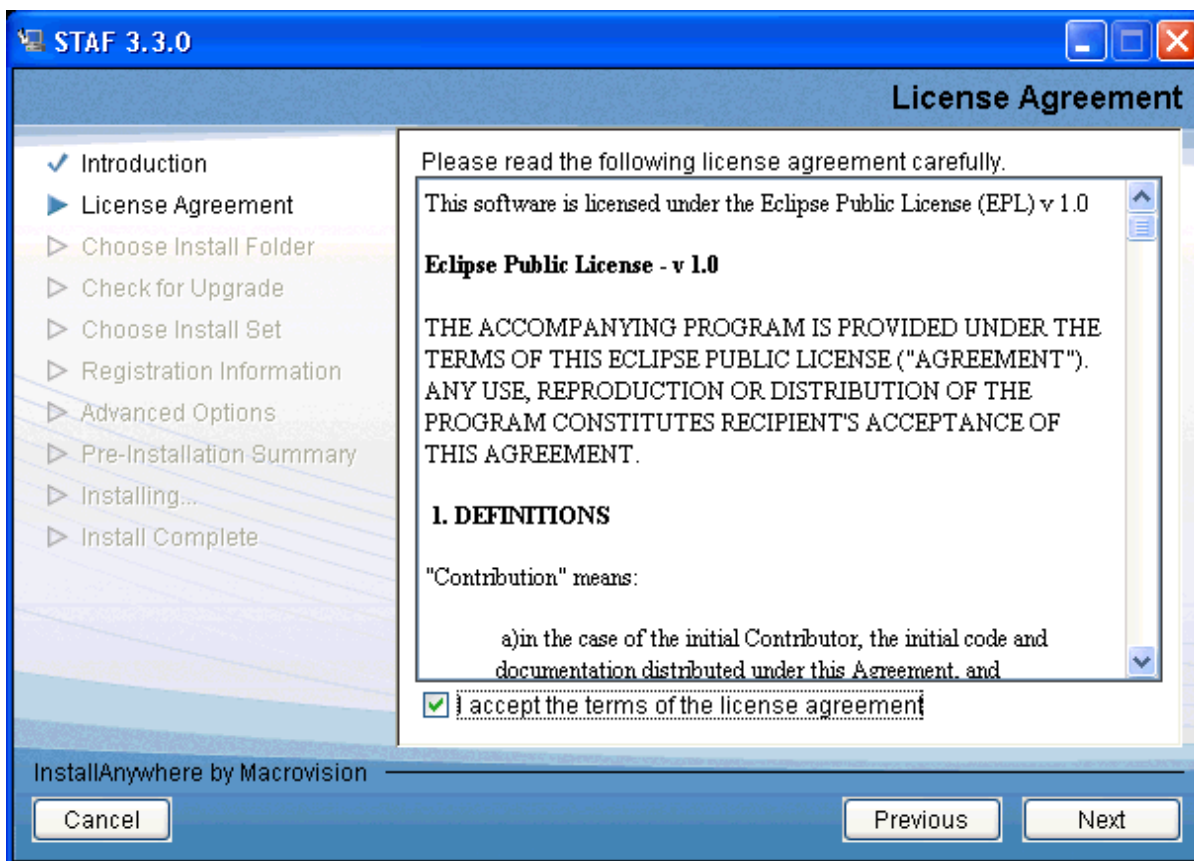 STAF 3.3.0
License Agreement
Introduction
License Agreement
Choose Install Folder
Check for Upgrade
Choose Install Set
Registration Information
Advanced Options
Pre-Installation Summary
Installing...
Install Complete
Please read the following license agreement carefully.
This software is licensed under the Eclipse Public License (EPL) v 1.0
Eclipse Public License - v 1.0
THE ACCOMPANYING PROGRAM IS PROVIDED UNDER THE
TERMS OF THIS ECLIPSE PUBLIC LICENSE ("AGREEMENT").
ANY USE, REPRODUCTION OR DISTRIBUTION OF THE
PROGRAM CONSTITUTES RECIPIENT'S ACCEPTANCE OF
THIS AGREEMENT.
1. DEFINITIONS
"Contribution" means:
a)in the case of the initial Contributor, the initial code and
documentation distributed under this Agreement, and
I accept the terms of the license agreement
InstallAnywhere by Macrovision
Cancel
Previous
Next